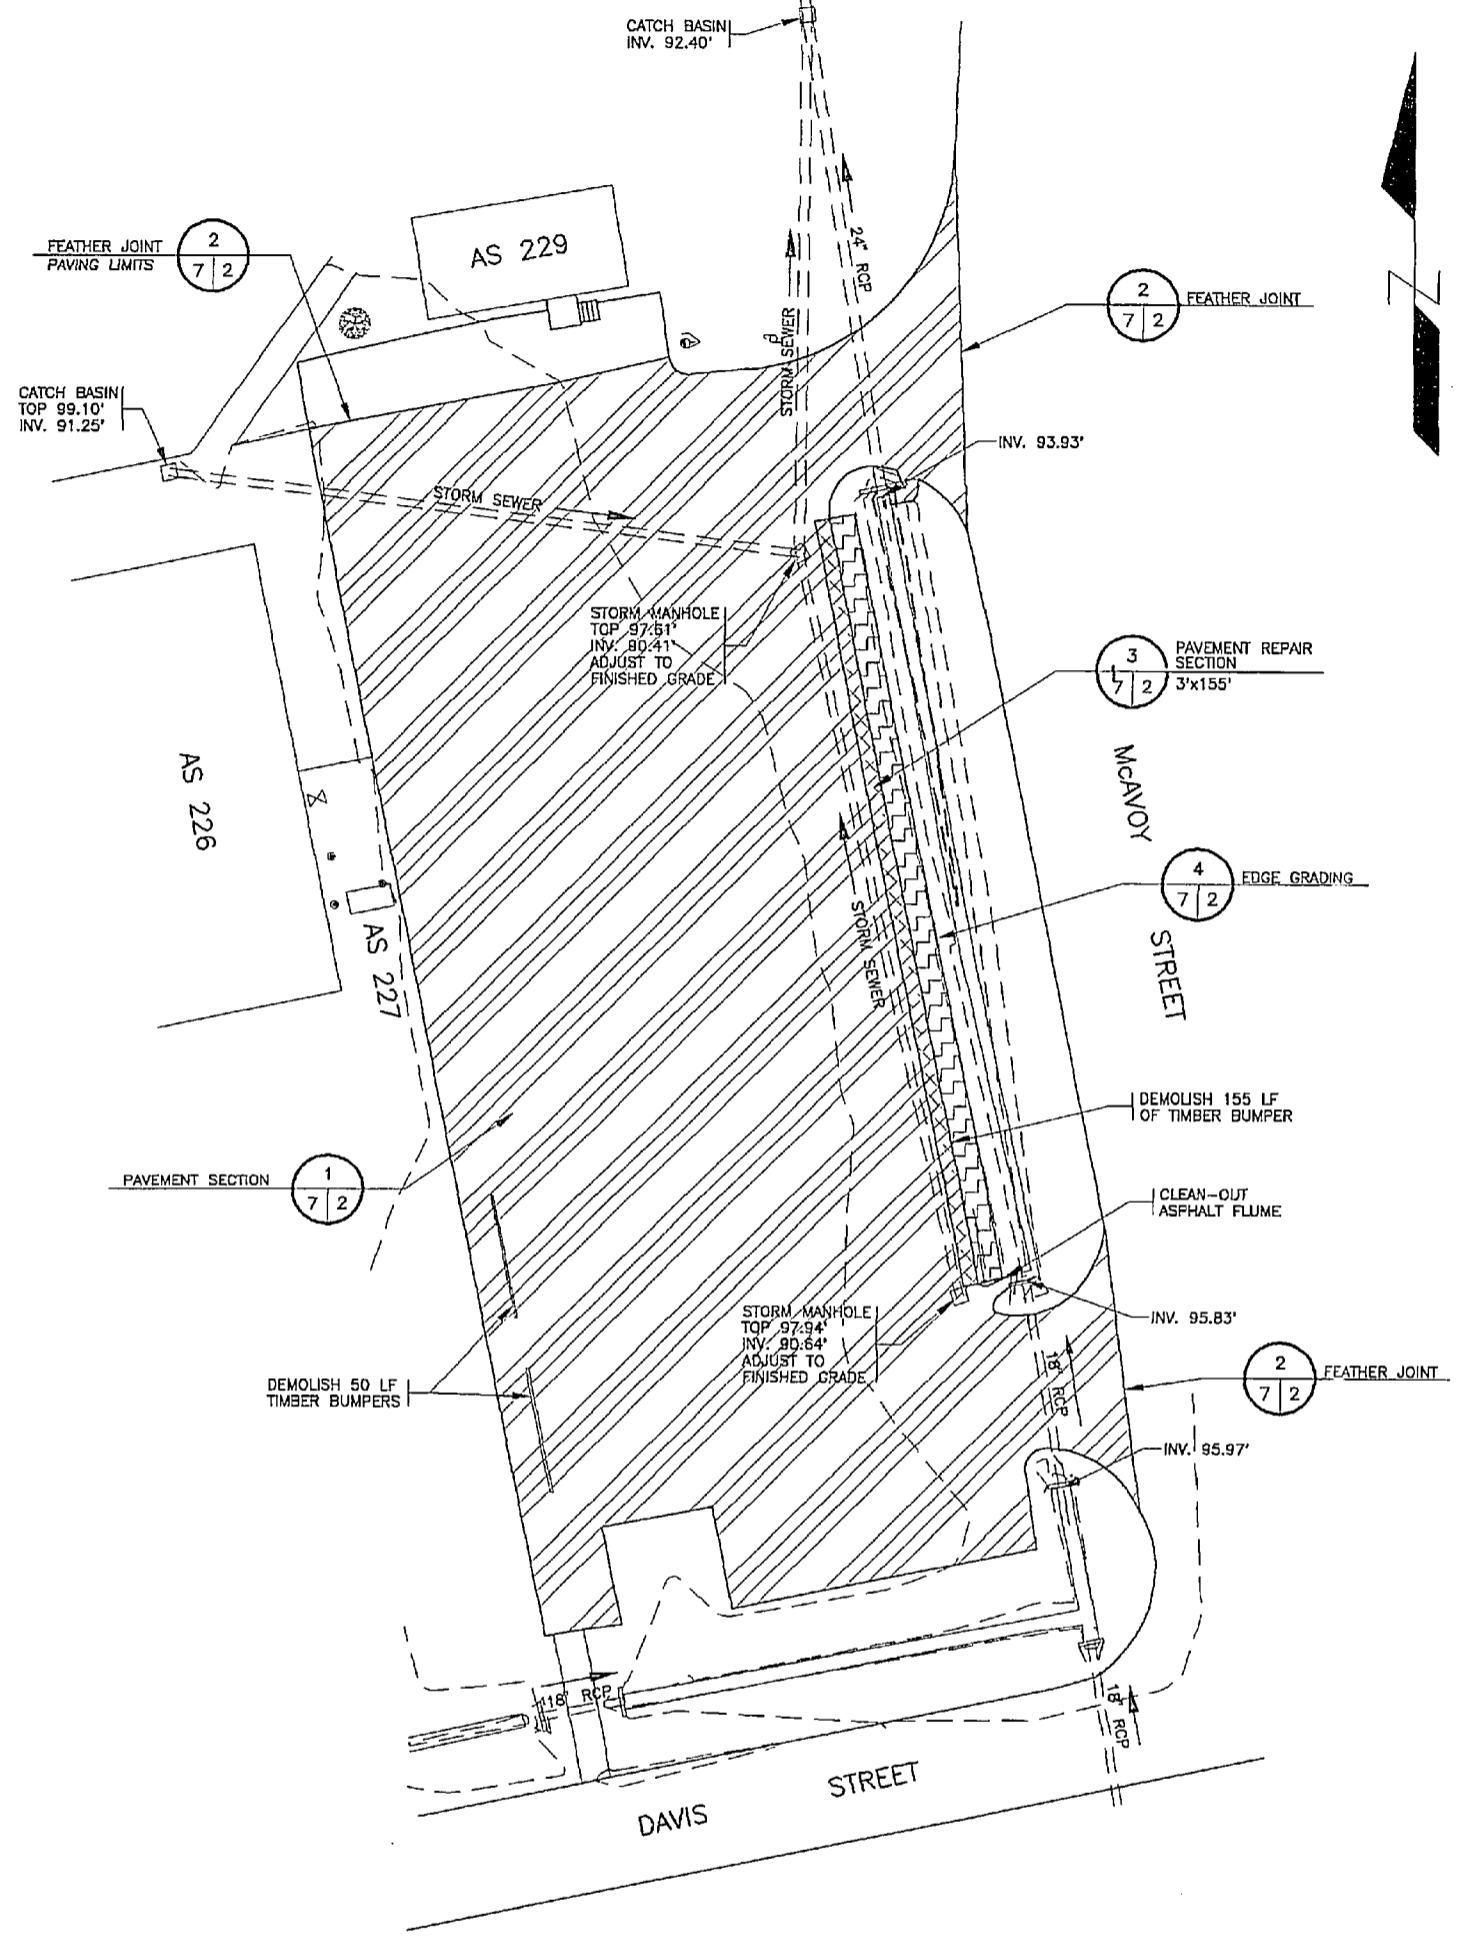 CATCH BASIN
INV. 92.40'
AS 229
FEATHER JOINT
PAVING LIMITS
2
7 2
24" RCP
STORM SEWER
2
7 2
FEATHER JOINT
CATCH BASIN
TOP 99.10'
INV. 91.25'
INV. 93.93'
STORM SEWER
STORM MANHOLE
TOP 97.61'
INV. 90.41'
ADJUST TO
FINISHED GRADE
3
7 2
PAVEMENT REPAIR
SECTION
3'x155'
AS 226
McAVOY
STREET
4
7 2
EDGE GRADING
AS 227
STORM SEWER
DEMOLISH 155 LF
OF TIMBER BUMPER
PAVEMENT SECTION
1
7 2
CLEAN-OUT
ASPHALT FLUME
STORM MANHOLE
TOP 97.94'
INV. 90.64'
ADJUST TO
FINISHED GRADE
INV. 95.83'
18" RCP
2
7 2
FEATHER JOINT
DEMOLISH 50 LF
TIMBER BUMPERS
INV. 95.97'
18" RCP
18" RCP
DAVIS STREET
N